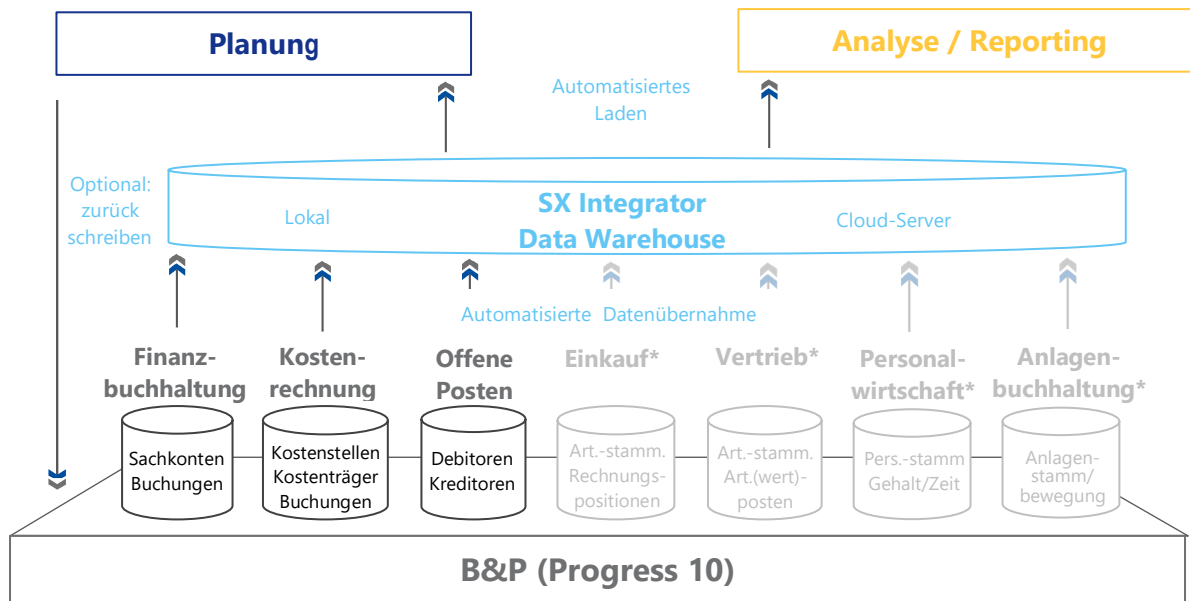 Planung
Analyse / Reporting
Automatisiertes
Laden
Optional:
zurück
schreiben
SX Integrator
Data Warehouse
Lokal
Cloud-Server
Automatisierte Datenübernahme
Finanz-
buchhaltung
Kosten-
rechnung
Offene
Posten
Einkauf*
Vertrieb*
Personal-
wirtschaft*
Anlagen-
buchhaltung*
Sachkonten
Buchungen
Kostenstellen
Kostenträger
Buchungen
Debitoren
Kreditoren
Art.-stamm.
Rechnungs-
positionen
Art.-stamm.
Art.(wert)-
posten
Pers.-stamm
Gehalt/Zeit
Anlagen-
stamm/
bewegung
B&P (Progress 10)